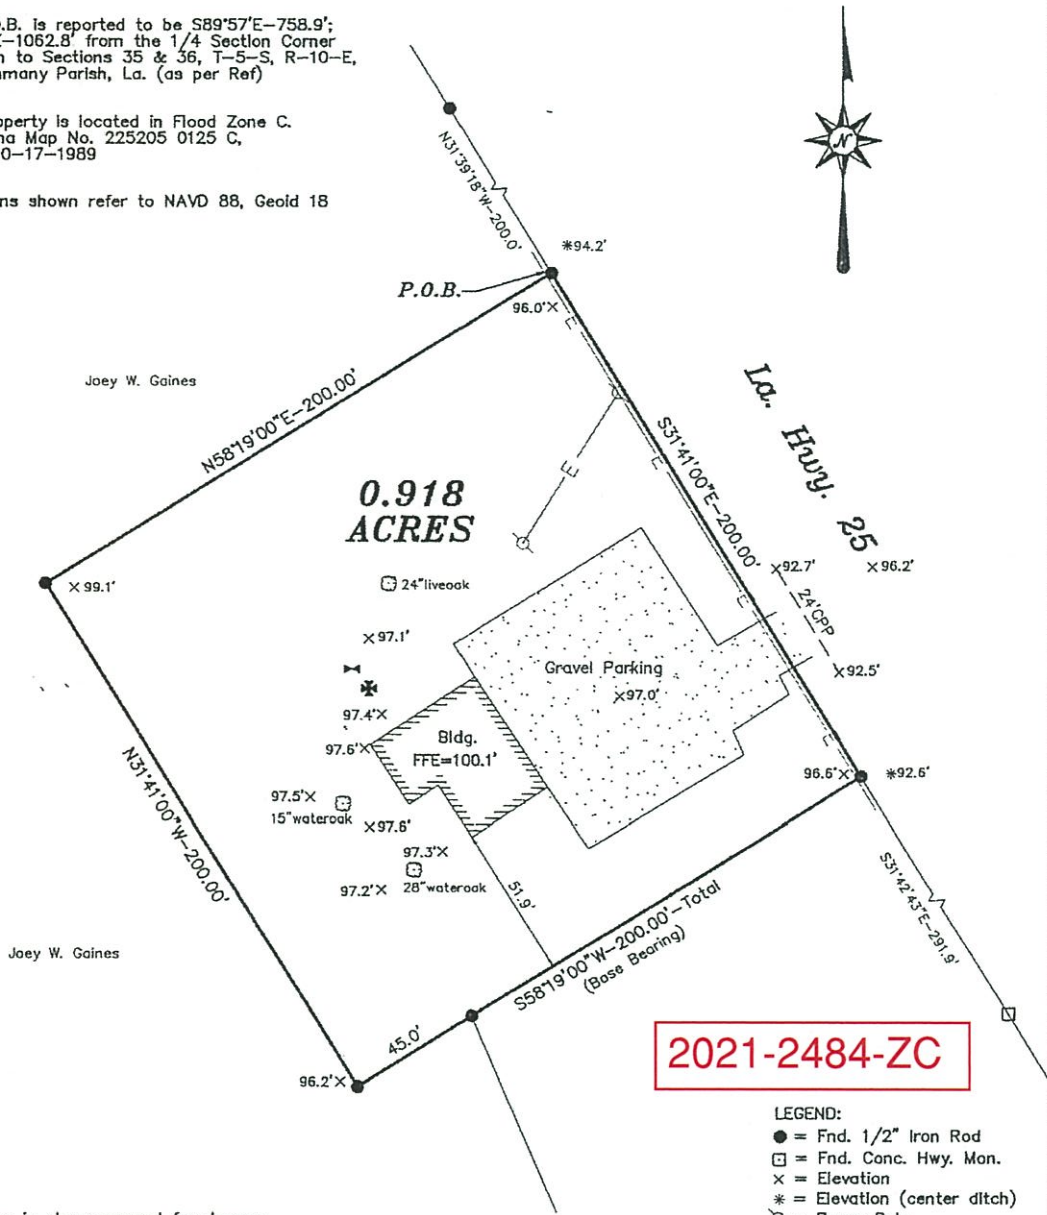 .B. is reported to be S89°57'E-758.9';
E-1062.8' from the 1/4 Section Corner
n to Sections 35 & 36, T-5-S, R-10-E,
mmany Parish, La. (as per Ref)
operty is located in Flood Zone C.
ma Map No. 225205 0125 C,
0-17-1989
ns shown refer to NAVD 88, Geoid 18
N
N31°39'18"W-200.0'
*94.2'
P.O.B.
96.0'×
E
Joey W. Gaines
N58°19'00"E-200.00'
La. Hwy. 25
S31°41'00"E-200.00'
E
E
0.918
ACRES
×92.7'
×96.2'
×99.1'
24"liveoak
E
24'CPP
×97.1'
Gravel Parking
×97.0'
×92.5'
97.4'×
Bldg.
FFE=100.1'
97.6'×
E
96.6'×
*92.6'
97.5'×
15"wateroak
×97.6'
97.3'×
97.2'×
28"wateroak
N31°41'00"W-200.00'
51.9'
S31°42'43"E-291.9'
S58°19'00"W-200.00'-Total
(Base Bearing)
Joey W. Gaines
45.0'
96.2'×
2021-2484-ZC
LEGEND:
● = Fnd. 1/2" Iron Rod
⊡ = Fnd. Conc. Hwy. Mon.
× = Elevation
* = Elevation (center ditch)